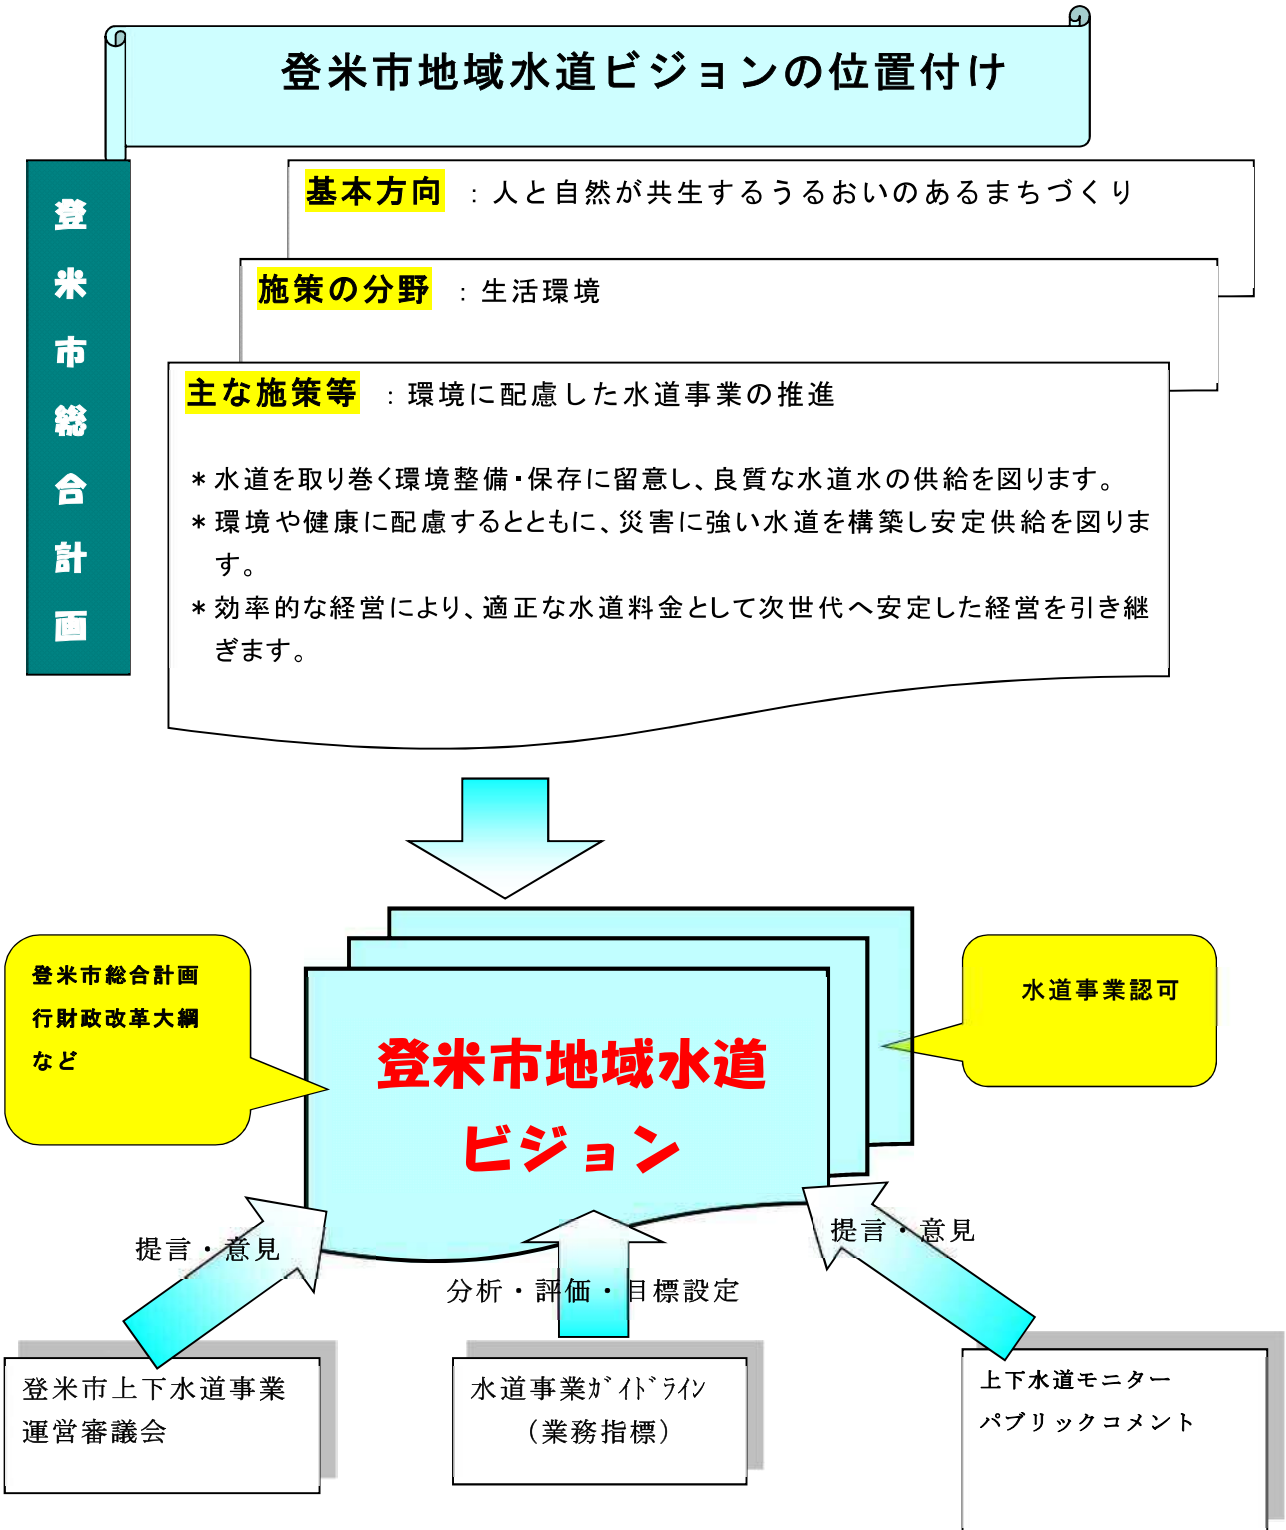 登米市地域水道ビジョンの位置付け
登米市総合計画
基本方向 ：人と自然が共生するうるおいのあるまちづくり
施策の分野 ：生活環境
主な施策等 ：環境に配慮した水道事業の推進
＊水道を取り巻く環境整備・保存に留意し、良質な水道水の供給を図ります。
＊環境や健康に配慮するとともに、災害に強い水道を構築し安定供給を図りま
す。
＊効率的な経営により、適正な水道料金として次世代へ安定した経営を引き継
ぎます。
登米市総合計画
行財政改革大綱
など
水道事業認可
登米市地域水道
ビジョン
提言・意見
分析・評価・目標設定
提言・意見
登米市上下水道事業
運営審議会
水道事業ｶﾞｲﾄﾞﾗｲﾝ
（業務指標）
上下水道モニター
パブリックコメント